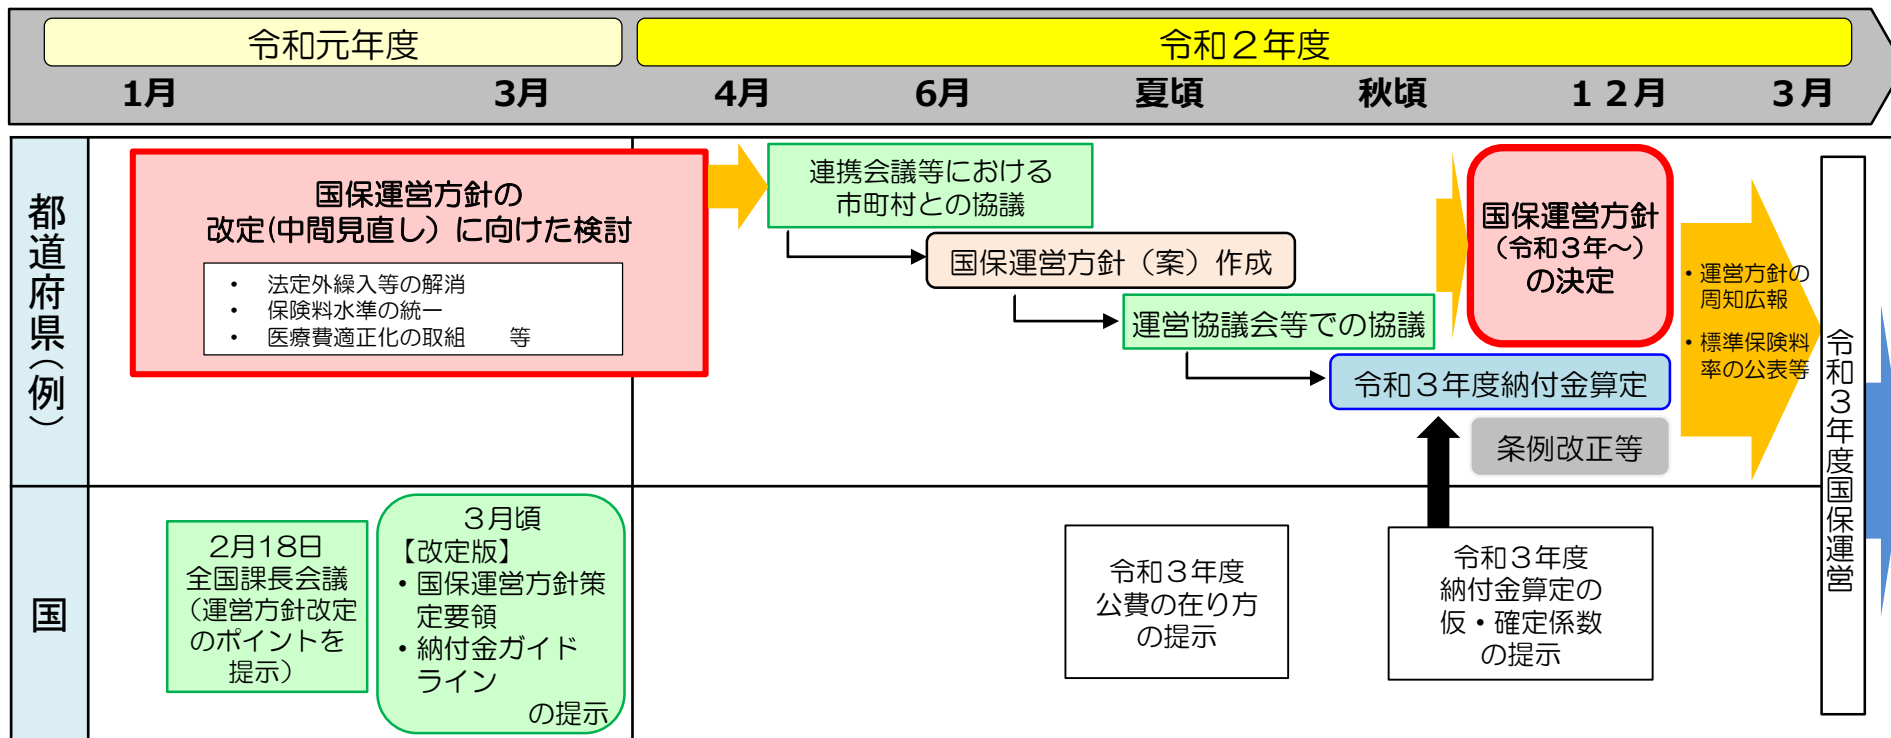 令和元年度
令和２年度
1月
3月
4月
6月
夏頃
秋頃
１２月
３月
都道府県（例）
国保運営方針の
改定(中間見直し）に向けた検討
・ 法定外繰入等の解消
・ 保険料水準の統一
・ 医療費適正化の取組　等
連携会議等における
市町村との協議
国保運営方針（案）作成
運営協議会等での協議
令和３年度納付金算定
条例改正等
国保運営方針
（令和３年～）
の決定
・運営方針の
周知広報
・標準保険料
率の公表等
令和３年度国保運営
国
2月18日
全国課長会議
（運営方針改定
のポイントを
提示）
３月頃
【改定版】
・国保運営方針策
定要領
・納付金ガイド
ライン
の提示
令和３年度
公費の在り方
の提示
令和３年度
納付金算定の
仮・確定係数
の提示